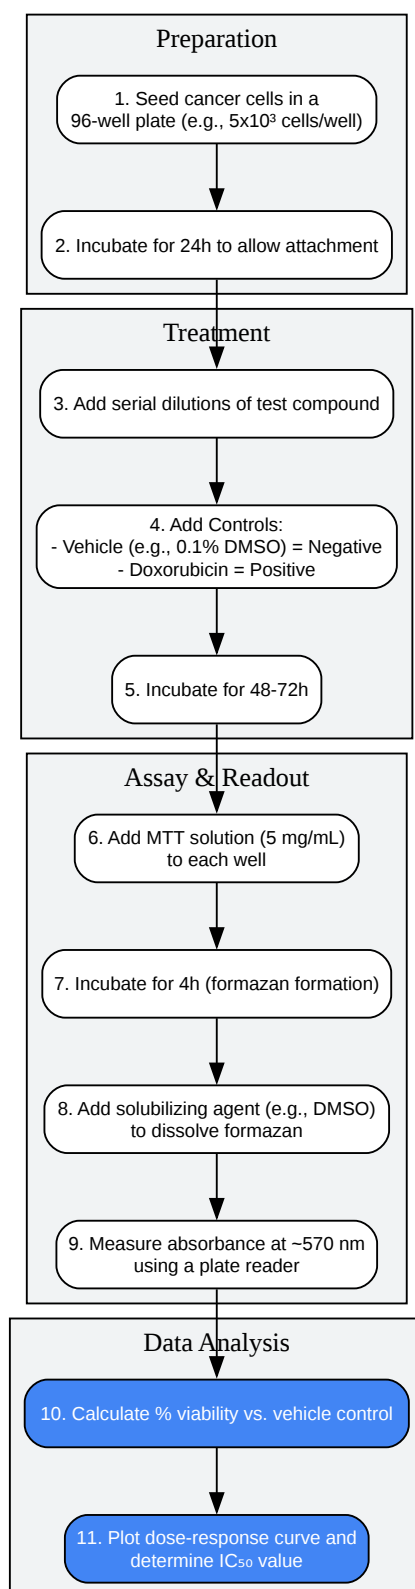 Preparation
1. Seed cancer cells in a
96-well plate (e.g., 5x10³ cells/well)
2. Incubate for 24h to allow attachment
Treatment
3. Add serial dilutions of test compound
4. Add Controls:
- Vehicle (e.g., 0.1% DMSO) = Negative
- Doxorubicin = Positive
5. Incubate for 48-72h
Assay & Readout
6. Add MTT solution (5 mg/mL)
to each well
7. Incubate for 4h (formazan formation)
8. Add solubilizing agent (e.g., DMSO)
to dissolve formazan
9. Measure absorbance at ~570 nm
using a plate reader
Data Analysis
10. Calculate % viability vs. vehicle control
11. Plot dose-response curve and
determine IC₅₀ value